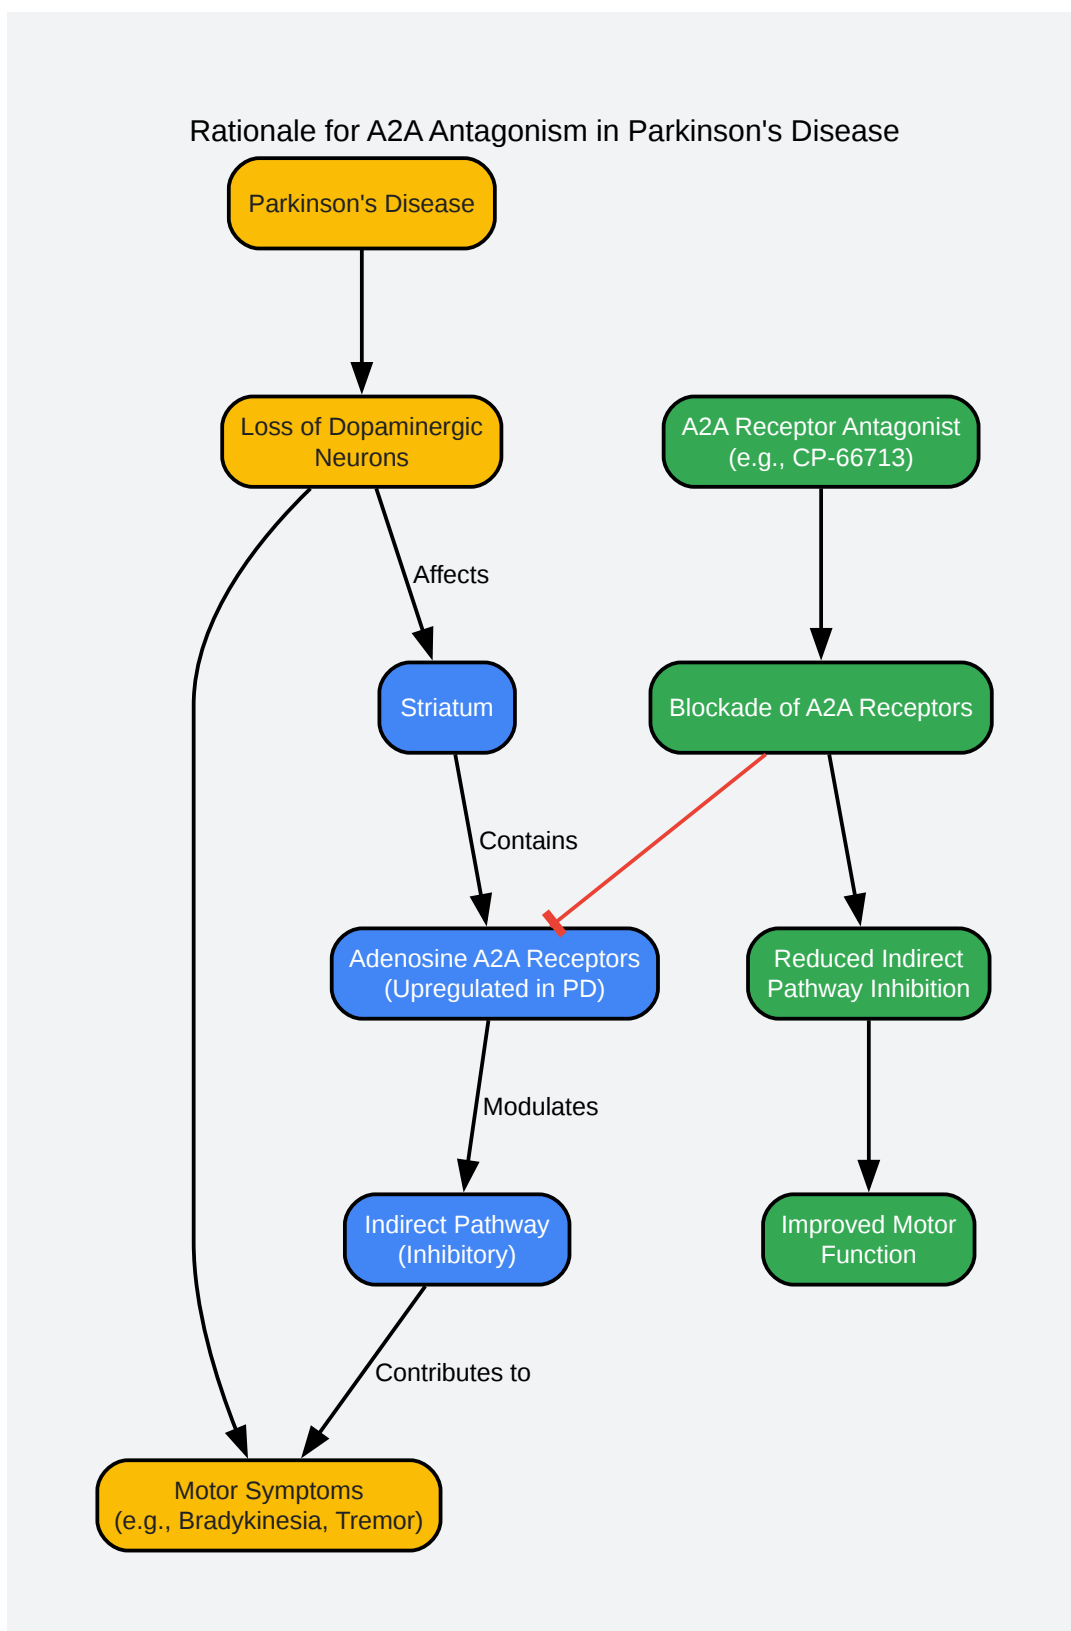 Rationale for A2A Antagonism in Parkinson's Disease
Parkinson's Disease
Loss of Dopaminergic
Neurons
A2A Receptor Antagonist
(e.g., CP-66713)
Affects
Striatum
Blockade of A2A Receptors
Contains
Adenosine A2A Receptors
(Upregulated in PD)
Reduced Indirect
Pathway Inhibition
Modulates
Indirect Pathway
(Inhibitory)
Improved Motor
Function
Contributes to
Motor Symptoms
(e.g., Bradykinesia, Tremor)